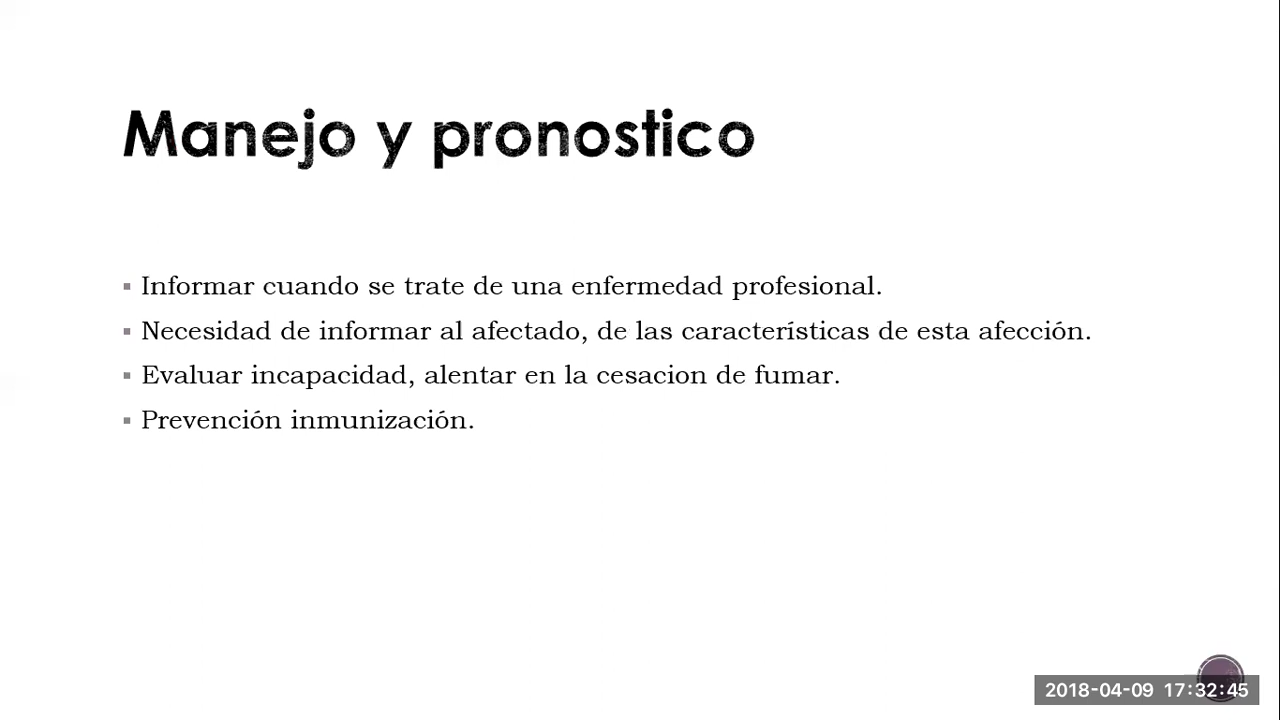 Manejo y pronostico
Informar cuando se trate de una enfermedad profesional.
Necesidad de informar al afectado, de las características de esta afección.
Evaluar incapacidad, alentar en la cesacion de fumar.
Prevención inmunización.
2018-04-09 17:32:45